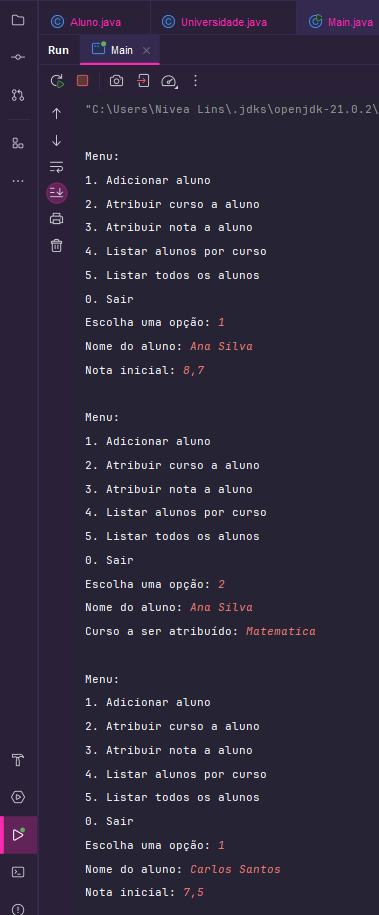 Aluno.java Universidade.java Main.java
Run Main
"C:\Users\Nivea Lins\.jdks\openjdk-21.0.2\
Menu:
1. Adicionar aluno
2. Atribuir curso a aluno
3. Atribuir nota a aluno
4. Listar alunos por curso
5. Listar todos os alunos
0. Sair
Escolha uma opção: 1
Nome do aluno: Ana Silva
Nota inicial: 8,7
Menu:
1. Adicionar aluno
2. Atribuir curso a aluno
3. Atribuir nota a aluno
4. Listar alunos por curso
5. Listar todos os alunos
0. Sair
Escolha uma opção: 2
Nome do aluno: Ana Silva
Curso a ser atribuído: Matematica
Menu:
1. Adicionar aluno
2. Atribuir curso a aluno
3. Atribuir nota a aluno
4. Listar alunos por curso
5. Listar todos os alunos
0. Sair
Escolha uma opção: 1
Nome do aluno: Carlos Santos
Nota inicial: 7,5